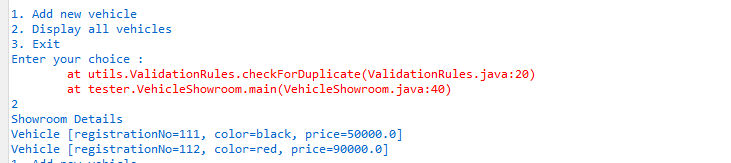 1. Add new vehicle
2. Display all vehicles
3. Exit
Enter your choice :
at utils.ValidationRules.checkForDuplicate(ValidationRules.java:20)
at tester.VehicleShowroom.main(VehicleShowroom.java:40)
2
Showroom Details
Vehicle [registrationNo=111, color=black, price=50000.0]
Vehicle [registrationNo=112, color=red, price=90000.0]
1. Add new vehicle